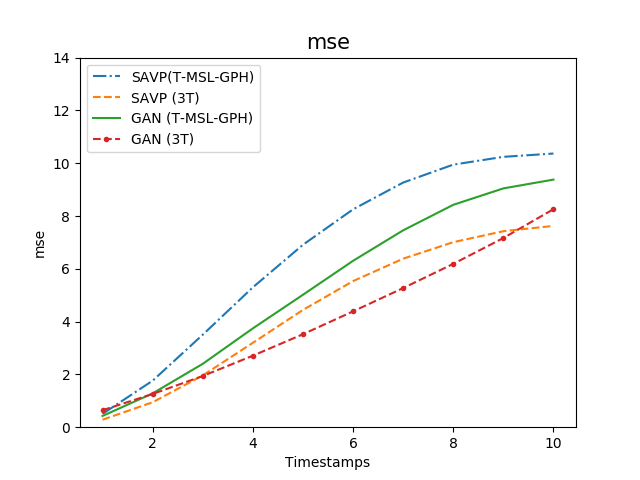 mse
14
12
10
8
6
4
2
0
mse
SAVP(T-MSL-GPH)
SAVP (3T)
GAN (T-MSL-GPH)
GAN (3T)
2 4 6 8 10
Timestamps